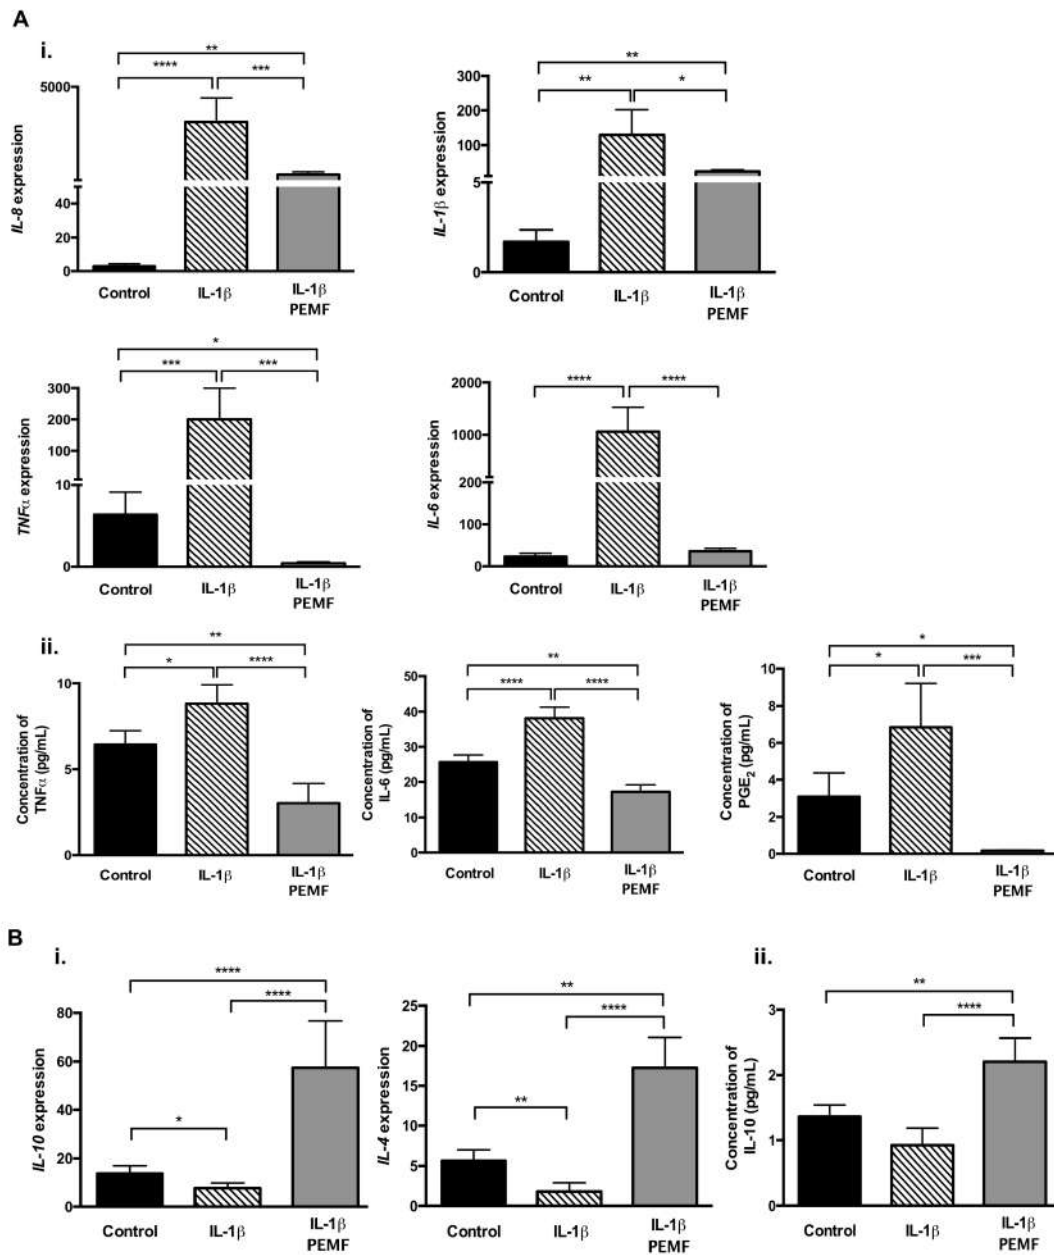 A
i.
**
**** ***
5000
40
20
0
IL-8 expression
Control IL-1β IL-1β
PEMF
**
** *
300
200
100
5
0
IL-1β expression
Control IL-1β IL-1β
PEMF
*
*** ***
300
200
100
10
0
TNFα expression
Control IL-1β IL-1β
PEMF
**** ****
2000
1000
200
100
0
IL-6 expression
Control IL-1β IL-1β
PEMF
ii.
**
* ****
10
5
0
Concentration of
TNFα (pg/mL)
Control IL-1β IL-1β
PEMF
**
**** ****
50
40
30
20
10
0
Concentration of
IL-6 (pg/mL)
Control IL-1β IL-1β
PEMF
*
* ***
10
8
6
4
2
0
Concentration of
PGE2 (pg/mL)
Control IL-1β IL-1β
PEMF
B
i.
****
****
*
80
60
40
20
0
IL-10 expression
Control IL-1β IL-1β
PEMF
**
****
**
25
20
15
10
5
0
IL-4 expression
Control IL-1β IL-1β
PEMF
ii.
**
****
3
2
1
0
Concentration of
IL-10 (pg/mL)
Control IL-1β IL-1β
PEMF